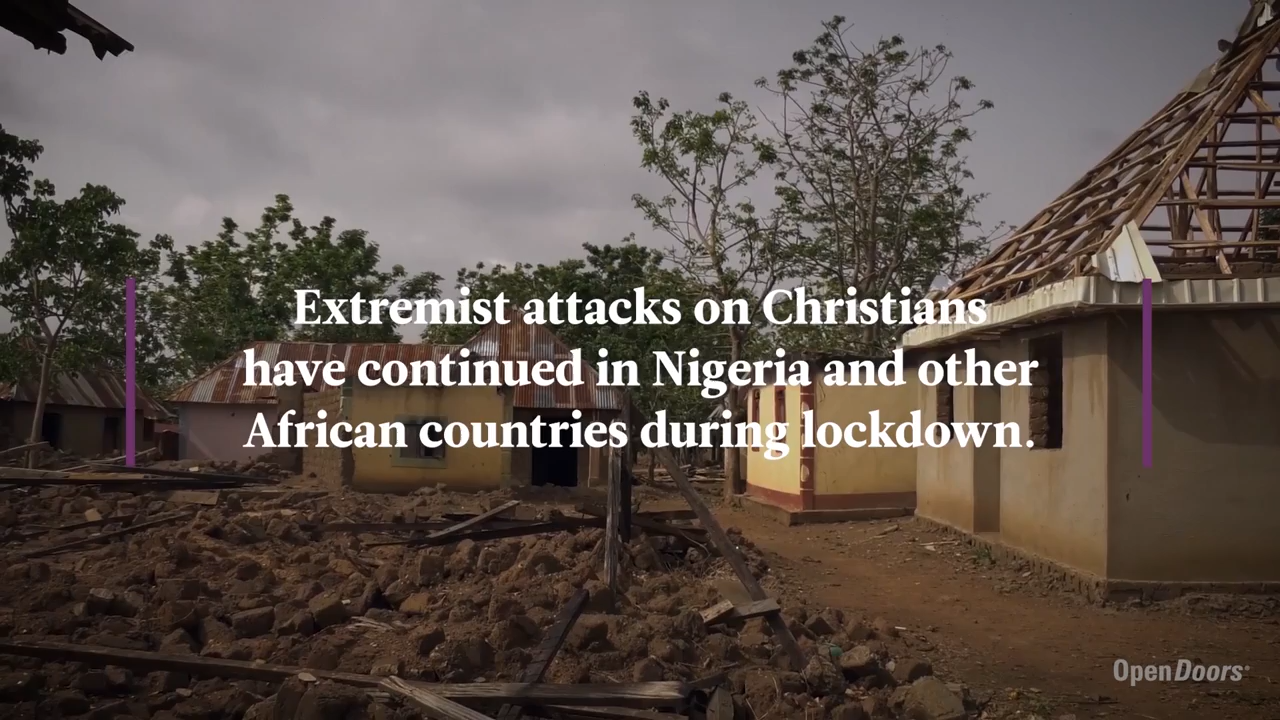 Extremist attacks on Christians
have continued in Nigeria and other
African countries during lockdown.
OpenDoors